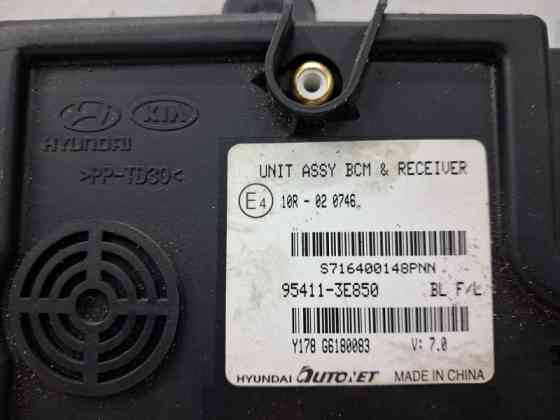 HYUNDAI
KIA
>PP-TD30<
UNIT ASSY BCM & RECEIVER
E4 10R - 02 0746
S716400148PNN
95411-3E850 BL F/L
Y178 G6180083 V: 7.0
HYUNDAI AUTONET MADE IN CHINA